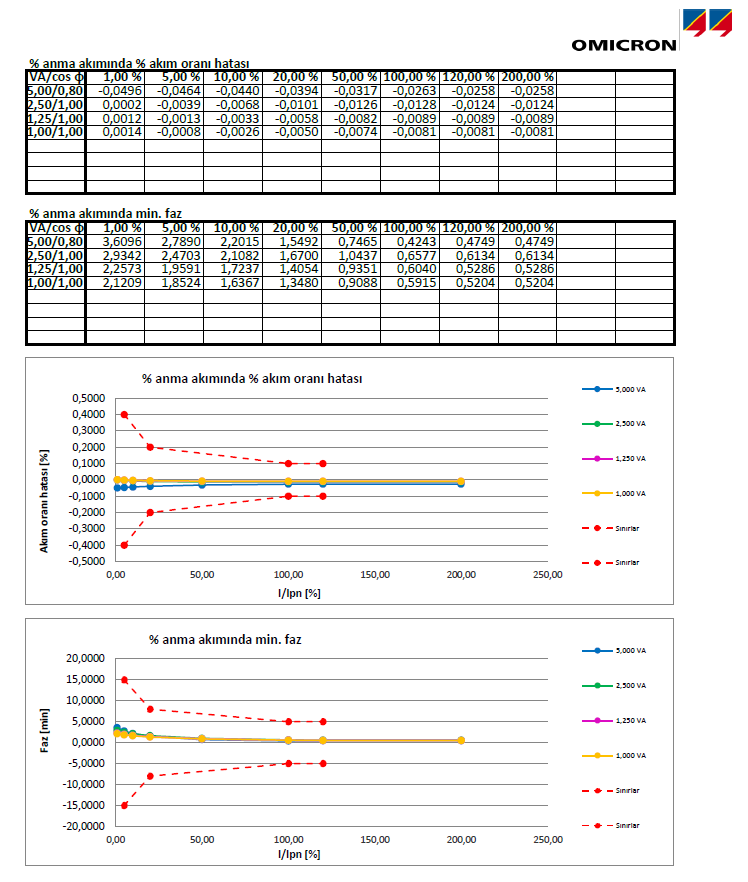 OMICRON
% anma akımında % akım oranı hatası
VA/cos φ 1,00 % 5,00 % 10,00 % 20,00 % 50,00 % 100,00 % 120,00 % 200,00 %
5,00/0,80 -0,0496 -0,0464 -0,0440 -0,0394 -0,0317 -0,0263 -0,0258 -0,0258
2,50/1,00 0,0002 -0,0039 -0,0068 -0,0101 -0,0126 -0,0128 -0,0124 -0,0124
1,25/1,00 0,0012 -0,0013 -0,0033 -0,0058 -0,0082 -0,0089 -0,0089 -0,0089
1,00/1,00 0,0014 -0,0008 -0,0026 -0,0050 -0,0074 -0,0081 -0,0081 -0,0081
% anma akımında min. faz
VA/cos φ 1,00 % 5,00 % 10,00 % 20,00 % 50,00 % 100,00 % 120,00 % 200,00 %
5,00/0,80 3,6096 2,7890 2,2015 1,5492 0,7465 0,4243 0,4749 0,4749
2,50/1,00 2,9342 2,4703 2,1082 1,6700 1,0437 0,6577 0,6134 0,6134
1,25/1,00 2,2573 1,9591 1,7237 1,4054 0,9351 0,6040 0,5286 0,5286
1,00/1,00 2,1209 1,8524 1,6367 1,3480 0,9088 0,5915 0,5204 0,5204
% anma akımında % akım oranı hatası
Akım oranı hatası [%]
0,5000
0,4000
0,3000
0,2000
0,1000
0,0000
-0,1000
-0,2000
-0,3000
-0,4000
-0,5000
0,00 50,00 100,00 150,00 200,00 250,00
I/Ipn [%]
5,000 VA
2,500 VA
1,250 VA
1,000 VA
Sınırlar
Sınırlar
% anma akımında min. faz
Faz [min]
20,0000
15,0000
10,0000
5,0000
0,0000
-5,0000
-10,0000
-15,0000
-20,0000
0,00 50,00 100,00 150,00 200,00 250,00
I/Ipn [%]
5,000 VA
2,500 VA
1,250 VA
1,000 VA
Sınırlar
Sınırlar